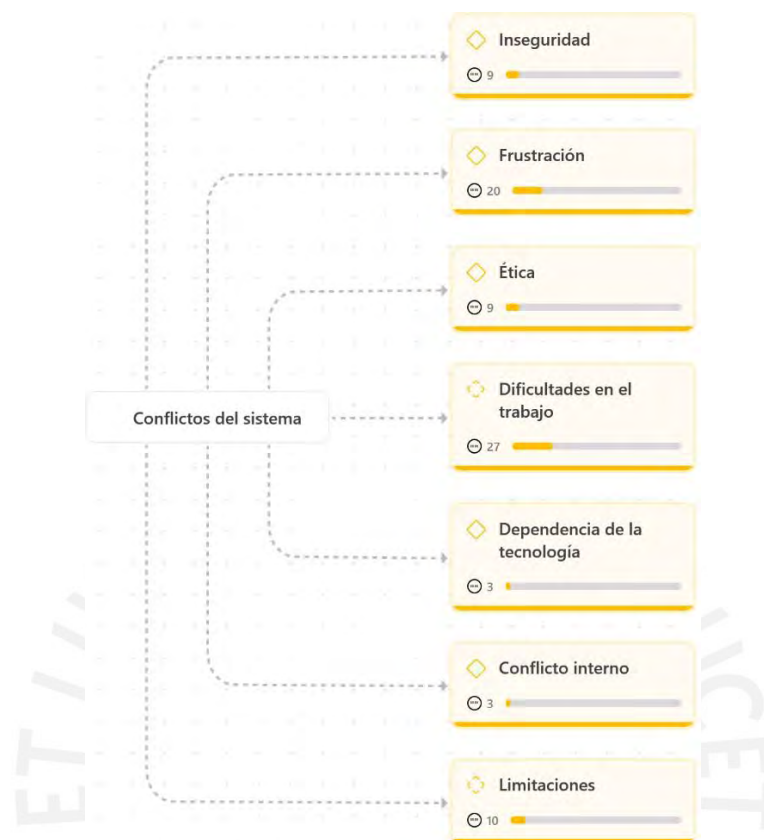 Inseguridad
9
Frustración
20
Ética
9
Dificultades en el
trabajo
27
Conflictos del sistema
Dependencia de la
tecnología
3
Conflicto interno
3
Limitaciones
10